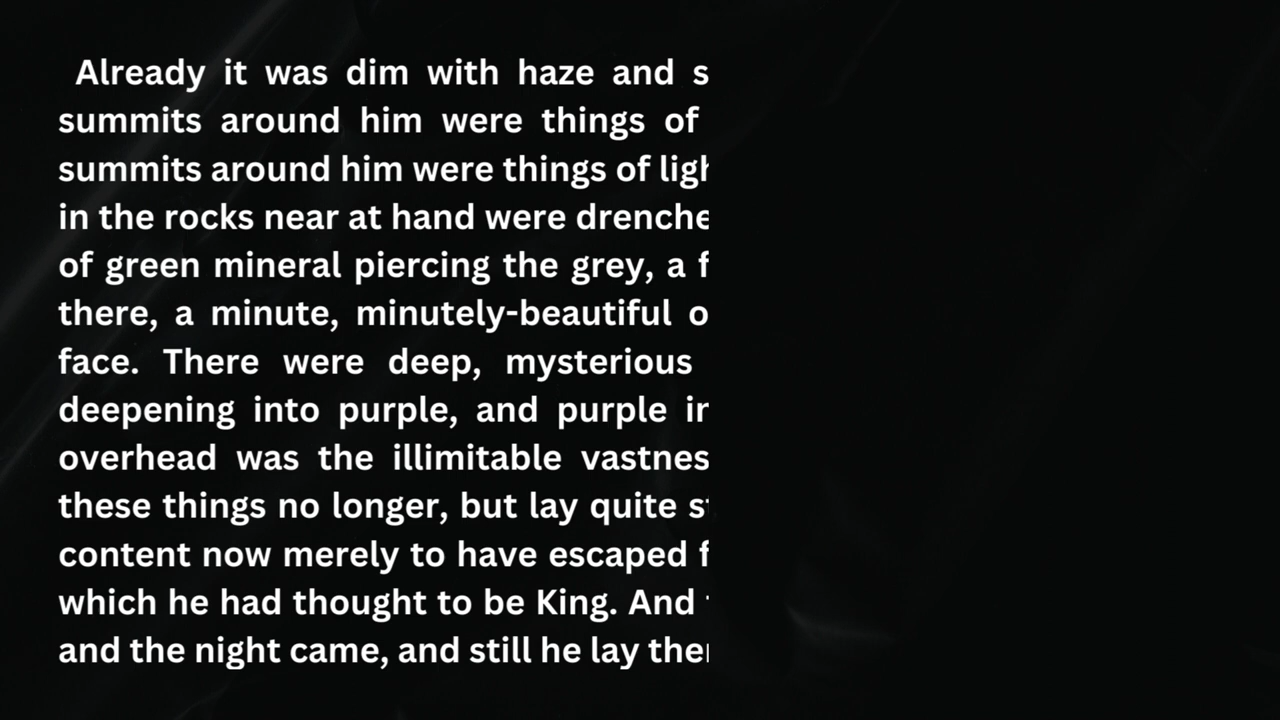 Already it was dim with haze and
summits around him were things of
summits around him were things of
in the rocks near at hand were
of green mineral piercing the grey, a
there, a minute, minutely-beautiful
face. There were deep, mysterious
deepening into purple, and purple
overhead was the illimitable
these things no longer, but lay quite
content now merely to have escaped
which he had thought to be King. And
and the night came, and still he lay